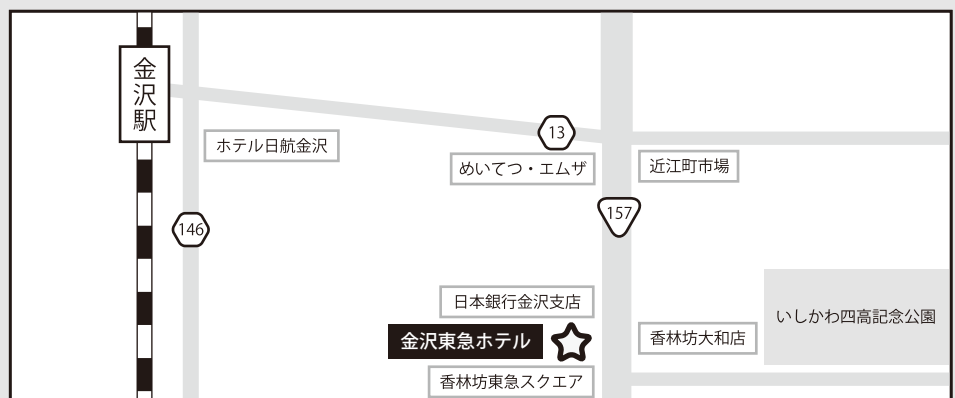 金沢駅
13
ホテル日航金沢
めいてつ・エムザ
近江町市場
157
146
日本銀行金沢支店
いしかわ四高記念公園
金沢東急ホテル
香林坊大和店
香林坊東急スクエア